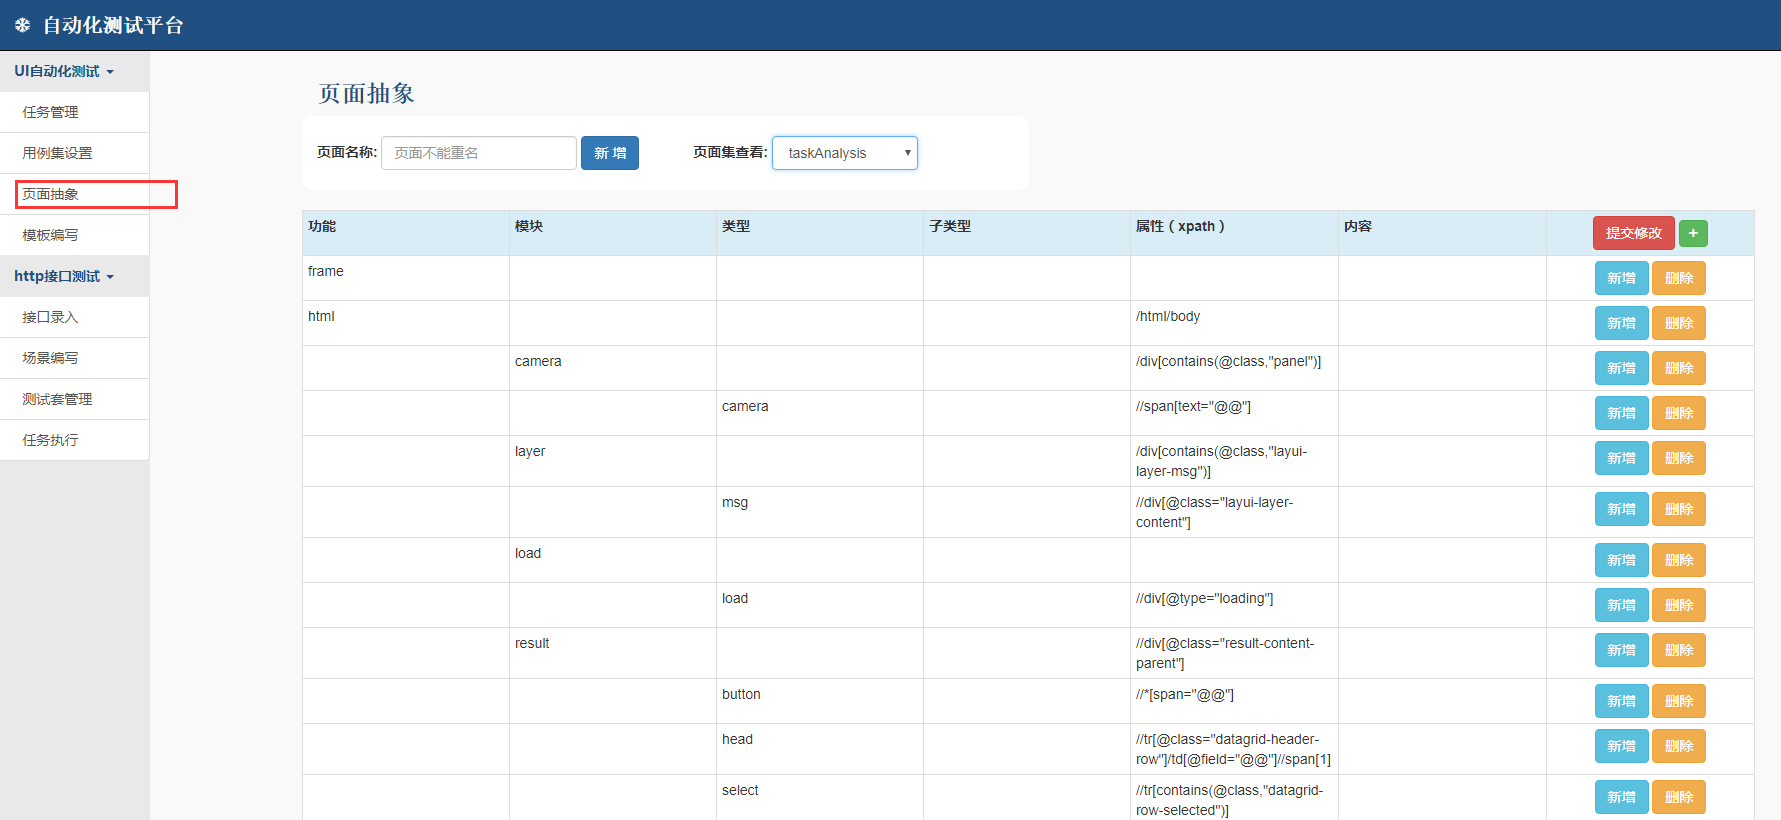 自动化测试平台
UI自动化测试
任务管理
用例集设置
页面抽象
模板编写
http接口测试
接口录入
场景编写
测试套管理
任务执行
页面抽象
页面名称: 页面不能重名 新 增 页面集查看: taskAnalysis
功能 模块 类型 子类型 属性（xpath） 内容 提交修改 +
frame 新增 删除
html /html/body 新增 删除
camera /div[contains(@class,"panel")] 新增 删除
camera //span[text="@@"] 新增 删除
layer /div[contains(@class,"layui-
layer-msg")] 新增 删除
msg //div[@class="layui-layer-
content"] 新增 删除
load 新增 删除
load //div[@type="loading"] 新增 删除
result //div[@class="result-content-
parent"] 新增 删除
button //*[span="@@"] 新增 删除
head //tr[@class="datagrid-header-
row"]/td[@field="@@"]//span[1] 新增 删除
select //tr[contains(@class,"datagrid-
row-selected")] 新增 删除